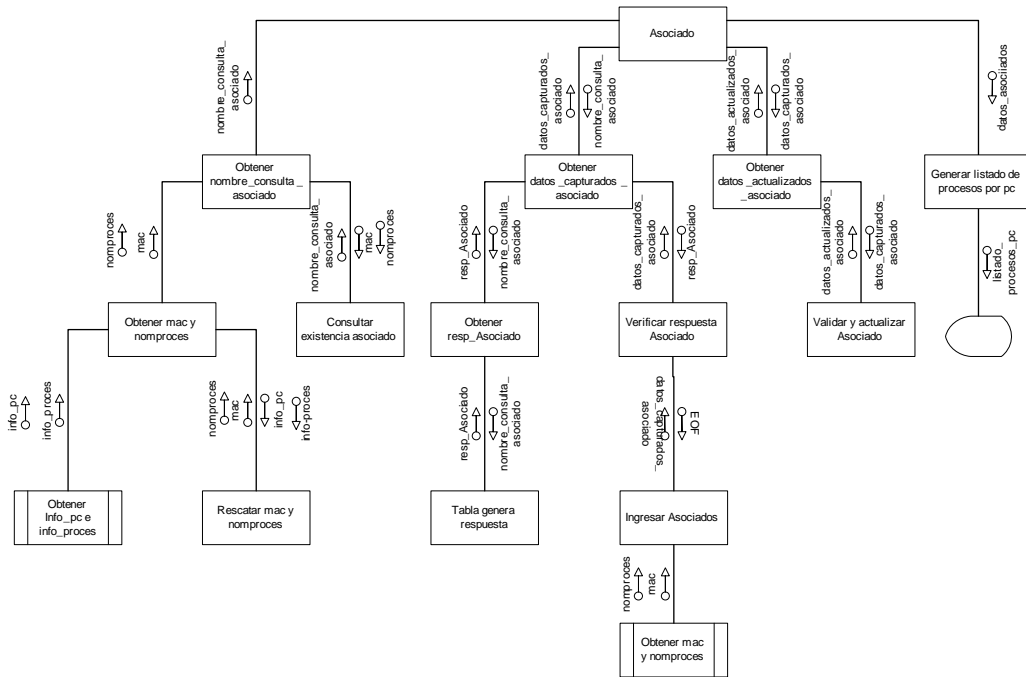 Asociado
nombre_consulta_
asociado
datos_capturados_
asociado
nombre_consulta_
asociado
datos_actualizados_
asociado
datos_capturados_
asociado
datos_asociiados
Obtener
nombre_consulta_
asociado
Obtener
datos_capturados_
asociado
Obtener
datos_actualizados
_asociado
Generar listado de
procesos por pc
nomproces
mac
nombre_consulta_
asociado
mac
nomproces
resp_Asociado
nombre_consulta_
asociado
datos_capturados_
asociado
resp_Asociado
datos_actualizados_
asociado
datos_capturados_
asociado
listado_
procesos_pc
Obtener mac y
nomproces
Consultar
existencia asociado
Obtener
resp_Asociado
Verificar respuesta
Asociado
Validar y actualizar
Asociado
info_pc
info_proces
nomproces
mac
info_pc
info-proces
resp_Asociado
nombre_consulta_
asociado
datos_capturados_
asociado
EOF
Obtener
Info_pc e
info_proces
Rescatar mac y
nomproces
Tabla genera
respuesta
Ingresar Asociados
nomproces
mac
Obtener mac
y nomproces